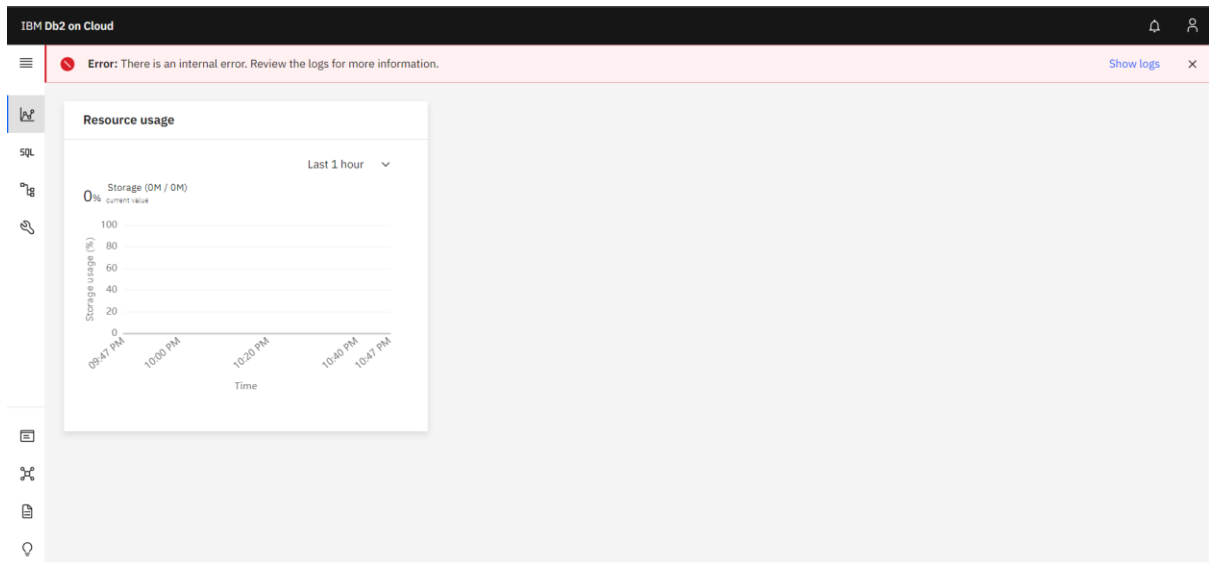 IBM Db2 on Cloud
Error: There is an internal error. Review the logs for more information.
Show logs
Resource usage
SQL
Last 1 hour
0% Storage (0M / 0M)
current value
100
80
60
40
20
0
Storage usage (%)
09:47 PM
10:00 PM
10:20 PM
10:40 PM
10:47 PM
Time